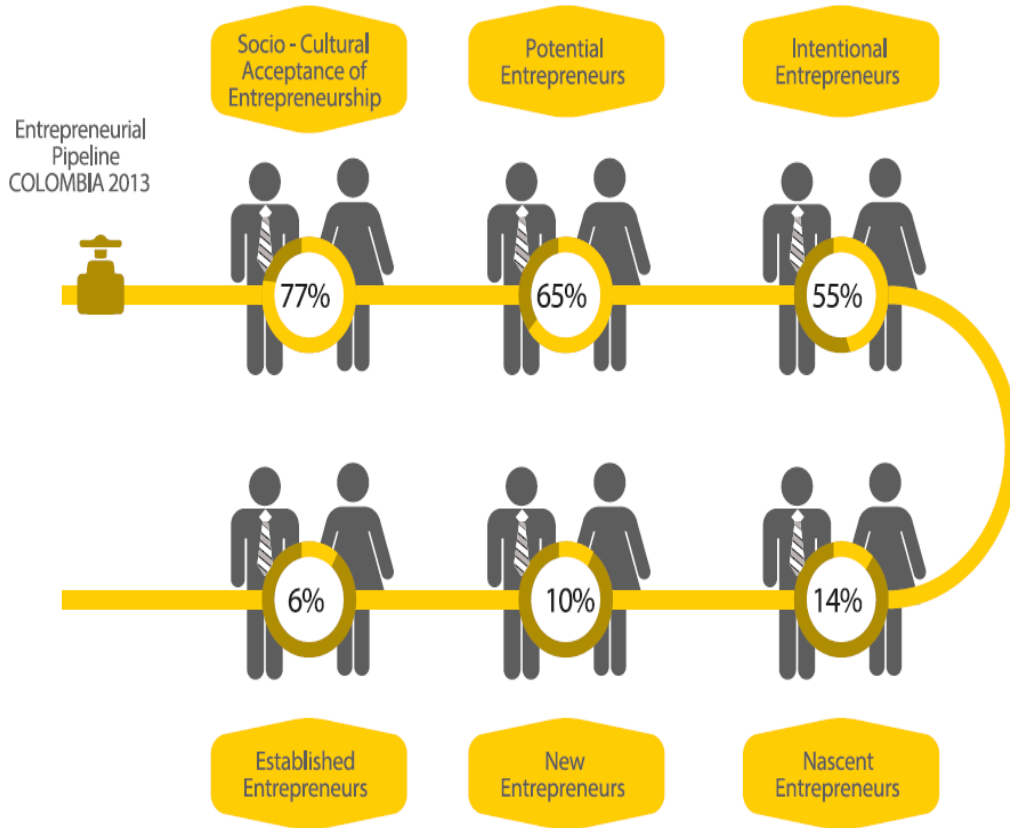 Socio - Cultural
Acceptance of
Entrepreneurship
Potential
Entrepreneurs
Intentional
Entrepreneurs
Entrepreneurial
Pipeline
COLOMBIA 2013
77%
65%
55%
6%
10%
14%
Established
Entrepreneurs
New
Entrepreneurs
Nascent
Entrepreneurs